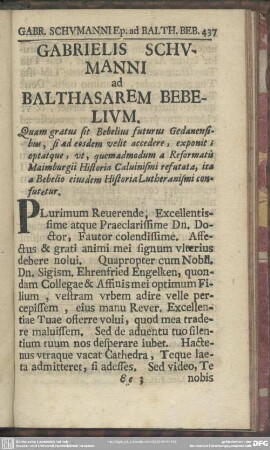 GABR. SCHVMANNI Ep. ad BALTH. BEB. 437
GABRIELIS SCHV-
MANNI
ad
BALTHASAREM BEBE-
LIVM.
Quam gratus sit Bebelius futurus Gedanensi-
bus, si ad eosdem velit accedere, exponit;
optatque, vt, quemadmodum a Reformatis
Maimburgii Historia Caluinismi refutata, ita
a Bebelio eiusdem Historia Lutheranismi con-
futetur.
PLurimum Reuerende, Excellentis-
sime atque Praeclarissime Dn. Do-
ctor, Fautor colendissime. Affe-
ctus & grati animi mei signum vlterius
debere nolui. Quapropter cum Nobil.
Dn. Sigism. Ehrenfried Engelken, quon-
dam Collegae & Affinis mei optimum Fi-
lium, vestram vrbem adire velle per-
cepissem, eius manu Rever. Excellen-
tiae Tuae offerre volui, quod mea trade-
re maluissem. Sed de aduentu tuo silen-
tium tuum nos desperare iubet. Hacte-
nus vtraque vacat Cathedra, Teque lae-
ta admitteret, si adesses. Sed video, Te
Ee 3 nobis